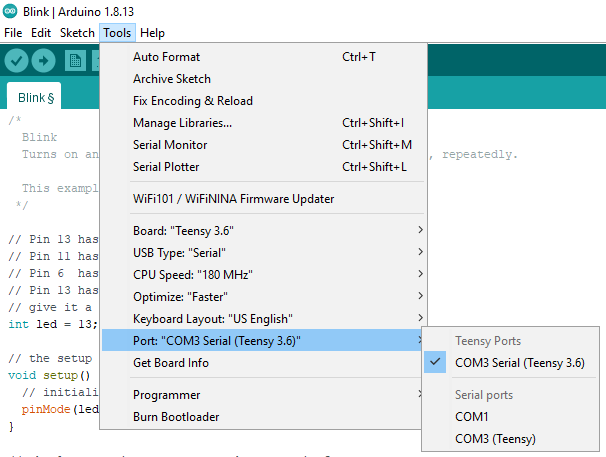 Blink | Arduino 1.8.13
File Edit Sketch Tools Help
Blink §
Auto Format Ctrl+T
Archive Sketch
Fix Encoding & Reload
Manage Libraries... Ctrl+Shift+I
Serial Monitor Ctrl+Shift+M
Serial Plotter Ctrl+Shift+L
WiFi101 / WiFiNINA Firmware Updater
Board: "Teensy 3.6"
USB Type: "Serial"
CPU Speed: "180 MHz"
Optimize: "Faster"
Keyboard Layout: "US English"
Port: "COM3 Serial (Teensy 3.6)"
Get Board Info
Programmer
Burn Bootloader
Teensy Ports
COM3 Serial (Teensy 3.6)
Serial ports
COM1
COM3 (Teensy)
/*
Blink
Turns on an , repeatedly.
This exampl
*/
// Pin 13 has
// Pin 11 has
// Pin 6 has
// Pin 13 has
// give it a
int led = 13;
// the setup
void setup()
// initiali
pinMode(led
}